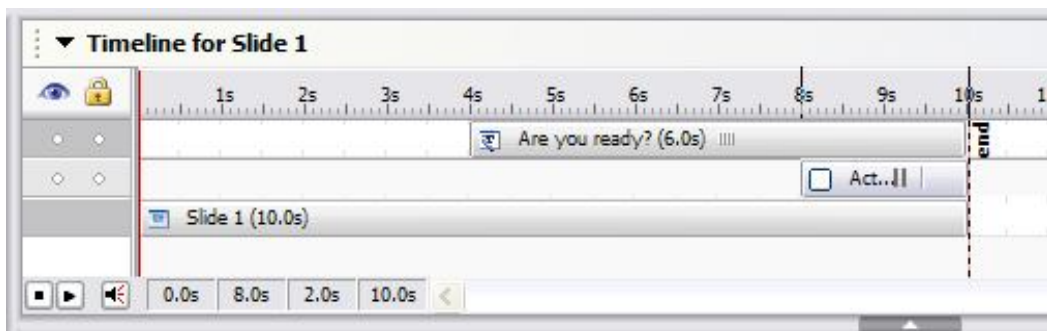 Timeline for Slide 1
1s 2s 3s 4s 5s 6s 7s 8s 9s 10s 1
Are you ready? (6.0s)
end
Act...
Slide 1 (10.0s)
0.0s 8.0s 2.0s 10.0s